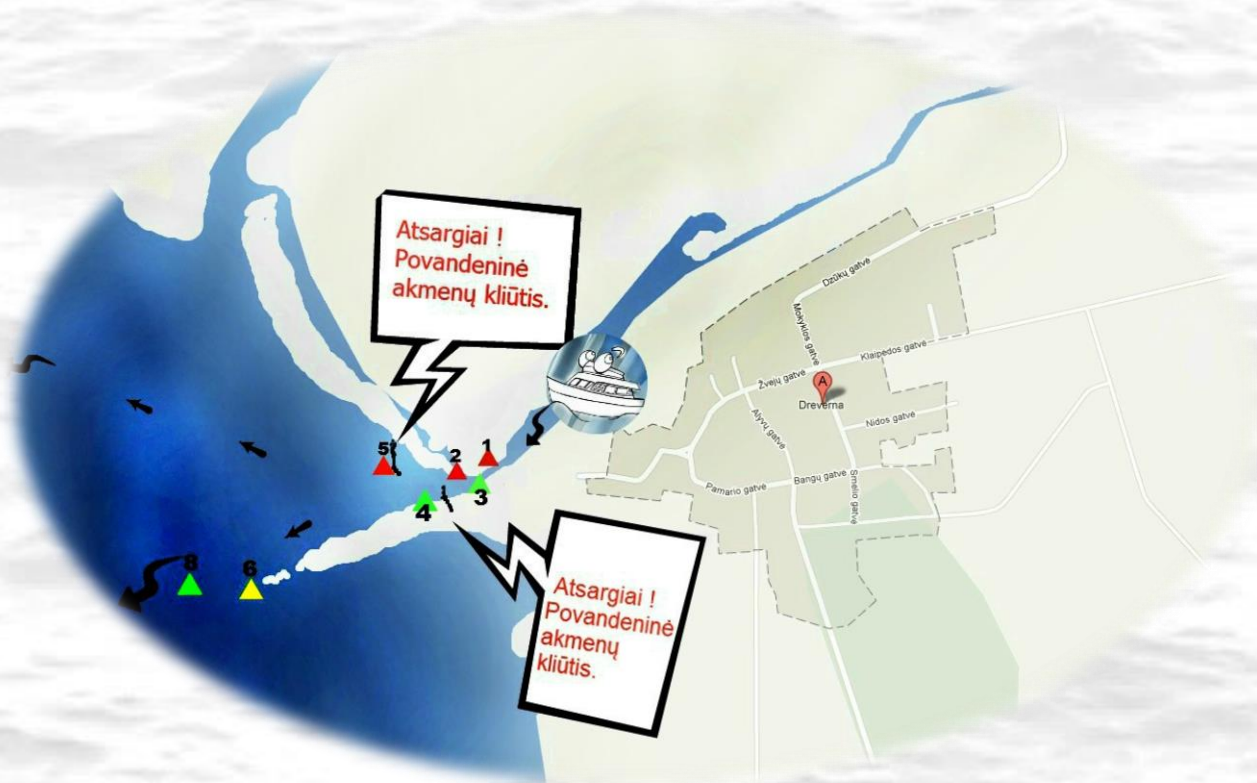 Atsargiai !
Povandeninė
akmenų kliūtis.
Dzūkų gatvė
Mokyklos gatvė
Klaipėdos gatvė
Žvejų gatvė
A
Dreverna
Alyvų gatvė
Nidos gatvė
5
2
1
3
4
Pamario gatvė
Bangų gatvė
Smėlio gatvė
8
6
Atsargiai !
Povandeninė
akmenų
kliūtis.